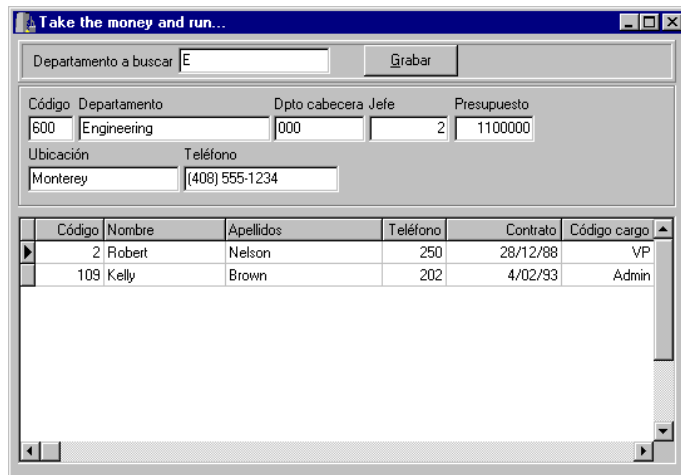 Take the money and run...
Departamento a buscar E Grabar
Código Departamento Dpto cabecera Jefe Presupuesto
600 Engineering 000 2 1100000
Ubicación Teléfono
Monterey (408) 555-1234
Código Nombre Apellidos Teléfono Contrato Código cargo
2 Robert Nelson 250 28/12/88 VP
109 Kelly Brown 202 4/02/93 Admin